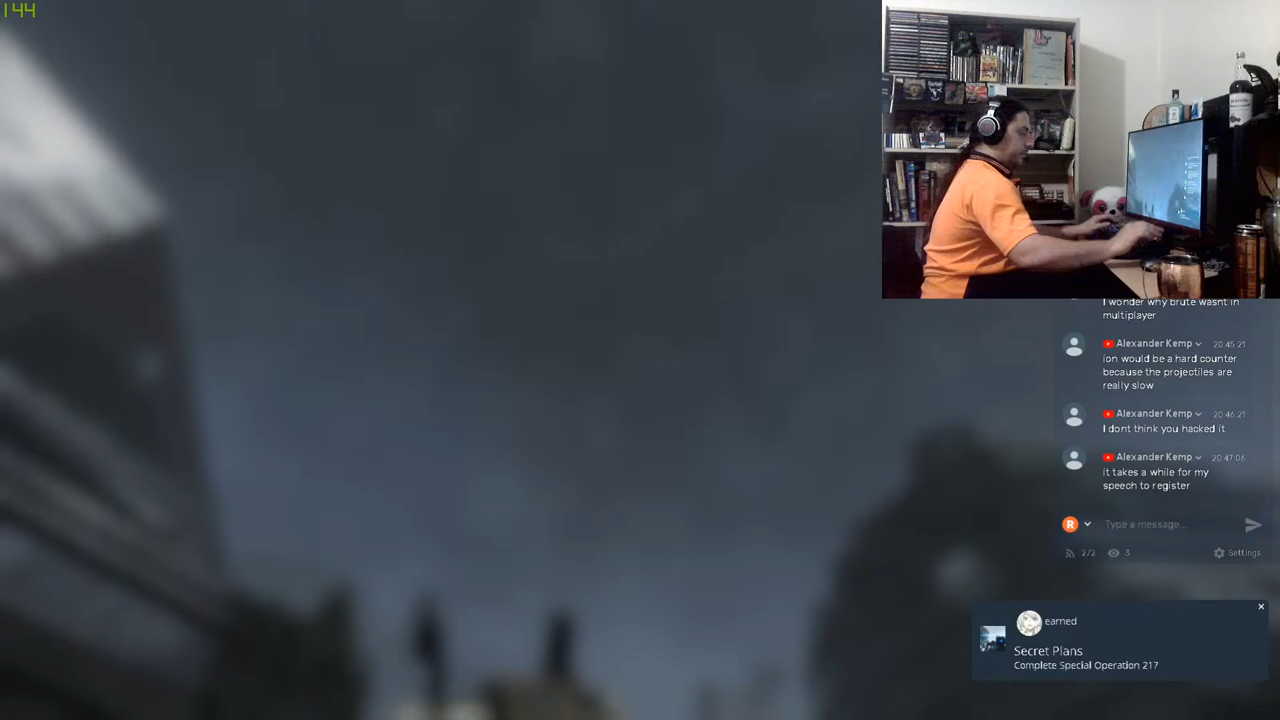 144
I wonder why brute wasnt in
multiplayer
Alexander Kemp 20:45:21
ion would be a hard counter
because the projectiles are
really slow
Alexander Kemp 20:46:21
I dont think you hacked it
Alexander Kemp 20:47:06
it takes a while for my
speech to register
R Type a message...
2/2 3 Settings
earned
Secret Plans
Complete Special Operation 217